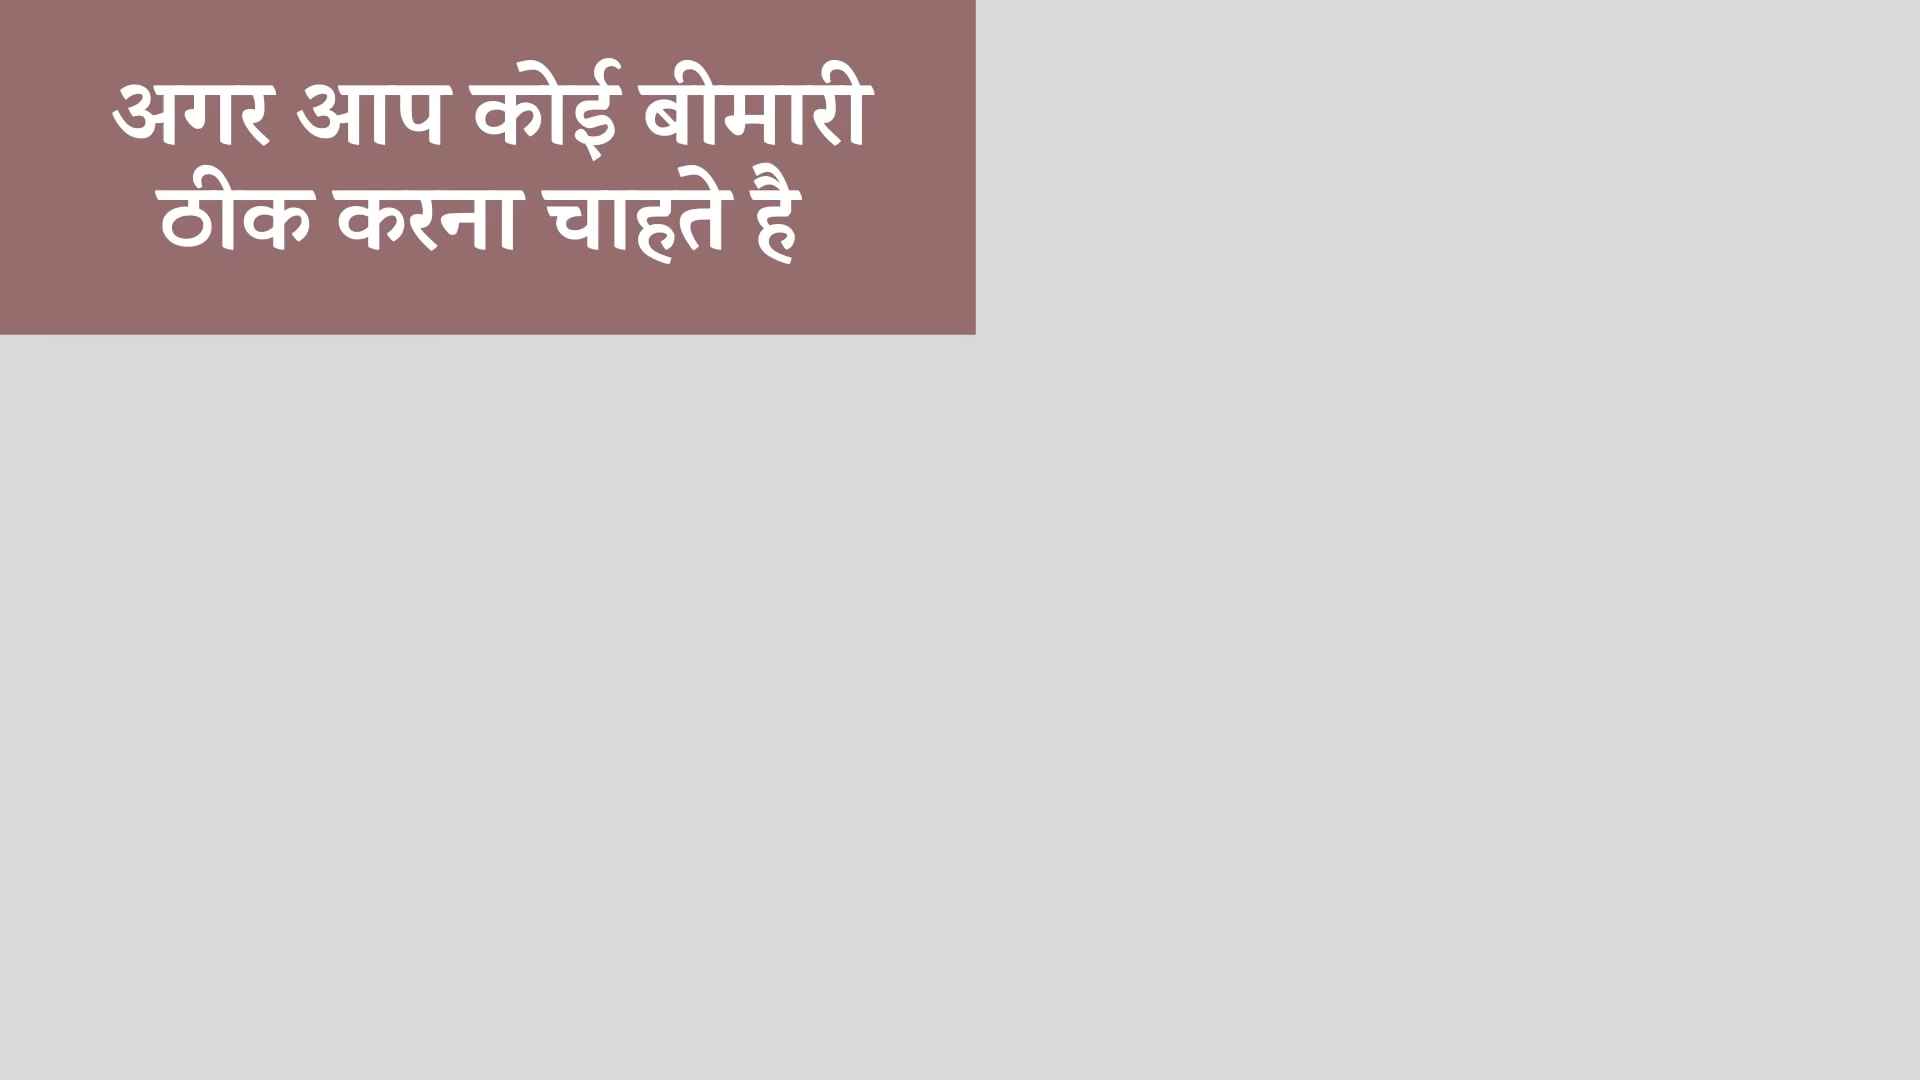 अगर आप कोई बीमारी
ठीक करना चाहते है